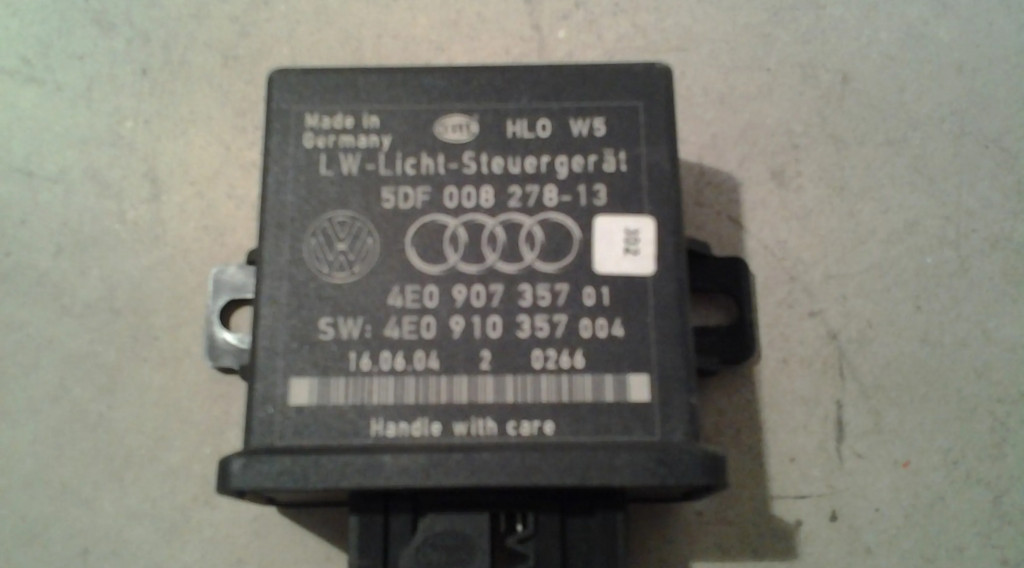 Made in
Germany
HLO W5
LW-Licht-Steuergerät
5DF 008 278-13
302
4E0 907 357 01
SW: 4E0 910 357 004
16.06.04 2 0266
Handle with care